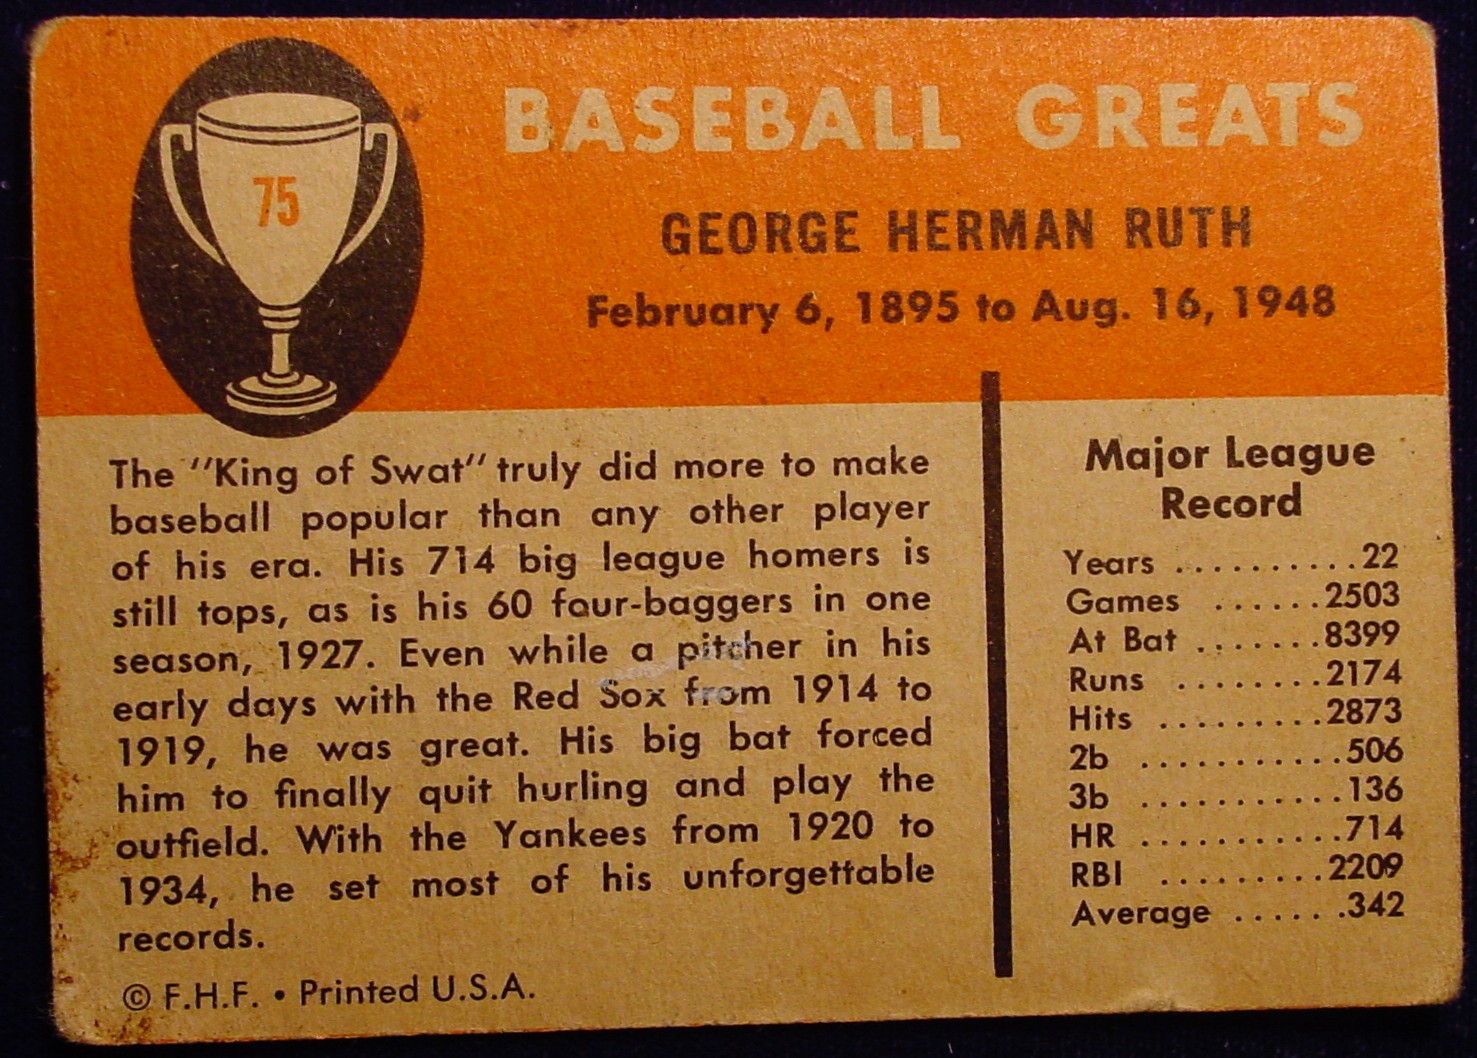 75
BASEBALL GREATS
GEORGE HERMAN RUTH
February 6, 1895 to Aug. 16, 1948
The "King of Swat" truly did more to make
baseball popular than any other player
of his era. His 714 big league homers is
still tops, as is his 60 four-baggers in one
season, 1927. Even while a pitcher in his
early days with the Red Sox from 1914 to
1919, he was great. His big bat forced
him to finally quit hurling and play the
outfield. With the Yankees from 1920 to
1934, he set most of his unforgettable
records.
© F.H.F. • Printed U.S.A.
Major League
Record
Years ..........22
Games ......2503
At Bat .......8399
Runs ........2174
Hits .........2873
2b ...........506
3b ...........136
HR ...........714
RBI .........2209
Average .......342